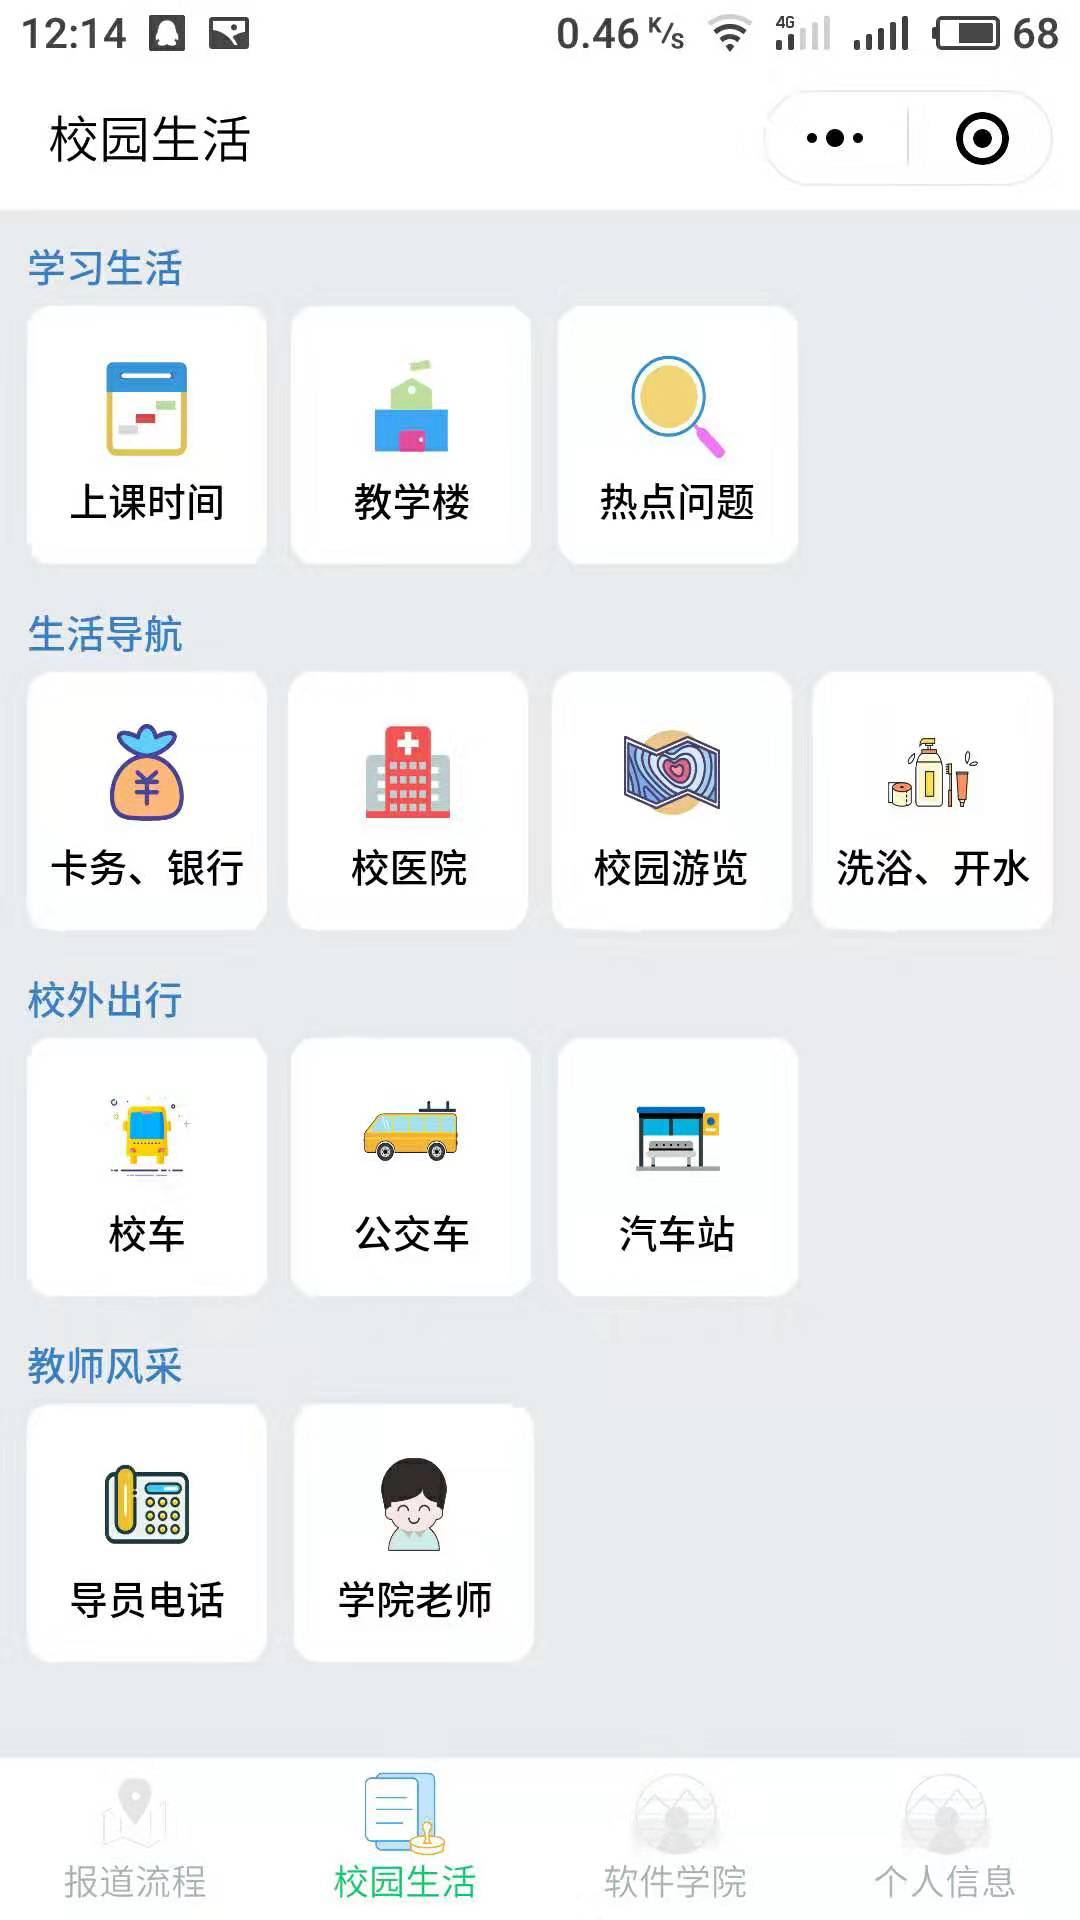 12:14 0.46 K/s 4G 68
校园生活
学习生活
上课时间 教学楼 热点问题
生活导航
卡务、银行 校医院 校园游览 洗浴、开水
校外出行
校车 公交车 汽车站
教师风采
导员电话 学院老师
报道流程 校园生活 软件学院 个人信息